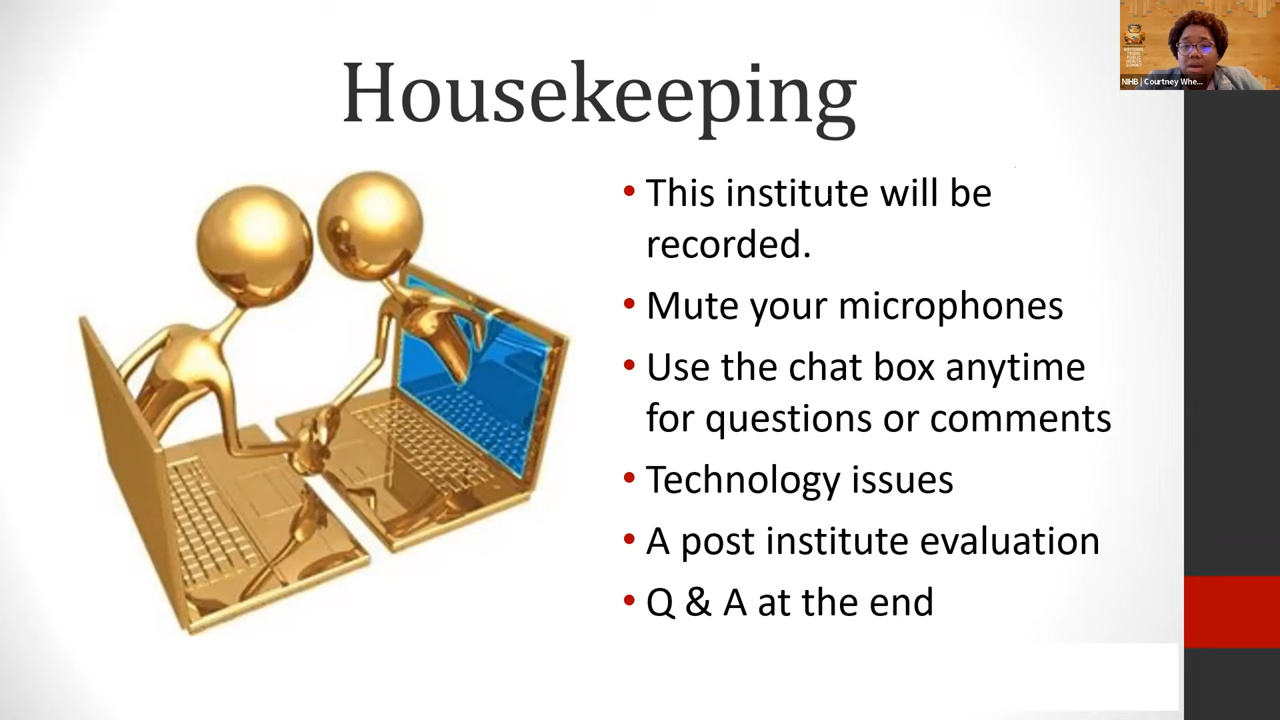 Housekeeping
• This institute will be
recorded.
• Mute your microphones
• Use the chat box anytime
for questions or comments
• Technology issues
• A post institute evaluation
• Q & A at the end
NIHB | Courtney Whe...